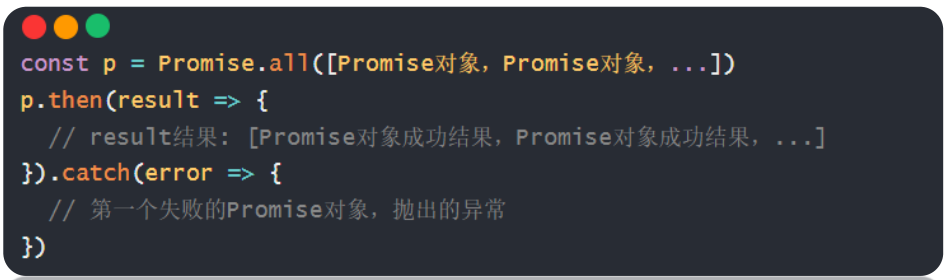 const p = Promise.all([Promise对象, Promise对象, ...])
p.then(result => {
  // result结果: [Promise对象成功结果, Promise对象成功结果, ...]
}).catch(error => {
  // 第一个失败的Promise对象, 抛出的异常
})